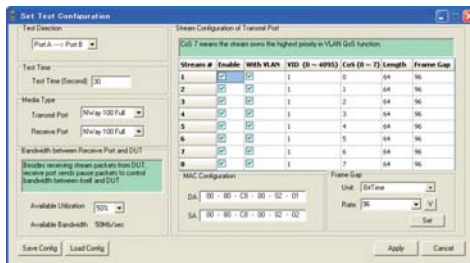 Set Test Configuration
Test Direction
Port A ---> Port B
Test Time
Test Time (Second) 30
Media Type
Transmit Port NWay 100 Full
Receive Port NWay 100 Full
Bandwidth between Receive Port and DUT
Besides receiving stream packets from DUT, receive port sends pause packets to control bandwidth between itself and DUT
Available Utilization 50%
Available Bandwidth 50Mb/sec
Save Config Load Config
Stream Configuration of Transmit Port
CoS 7 means the stream owns the highest priority in VLAN QoS function.
Stream # Enable With VLAN VID (0 ~ 4095) CoS (0 ~ 7) Length Frame Gap
1 1 0 64 96
2 1 1 64 96
3 1 2 64 96
4 1 3 64 96
5 1 4 64 96
6 1 5 64 96
7 1 6 64 96
8 1 7 64 96
MAC Configuration
DA 00 - 80 - C8 - 00 - 02 - 01
SA 00 - 80 - C8 - 00 - 02 - 02
Frame Gap
Unit BitTime
Rate 96 V
Set
Apply Cancel